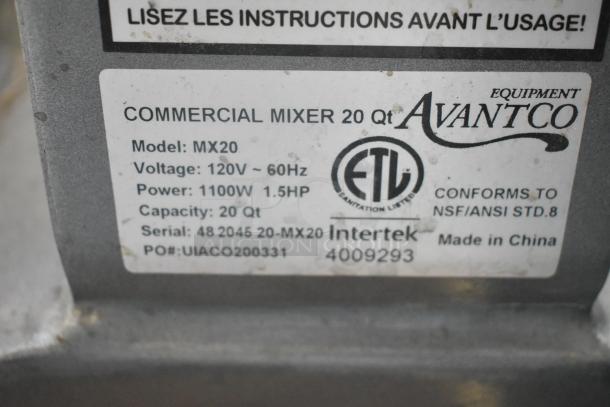 LISEZ LES INSTRUCTIONS AVANT L'USAGE!
COMMERCIAL MIXER 20 Qt
EQUIPMENT
AVANTCO
Model: MX20
Voltage: 120V ~ 60Hz
Power: 1100W 1.5HP
Capacity: 20 Qt
Serial: 48 2045 20-MX20
PO#:UIACO200331
ETL
SANITATION LISTED
Intertek
4009293
CONFORMS TO
NSF/ANSI STD.8
Made in China
AUCTION GROUP